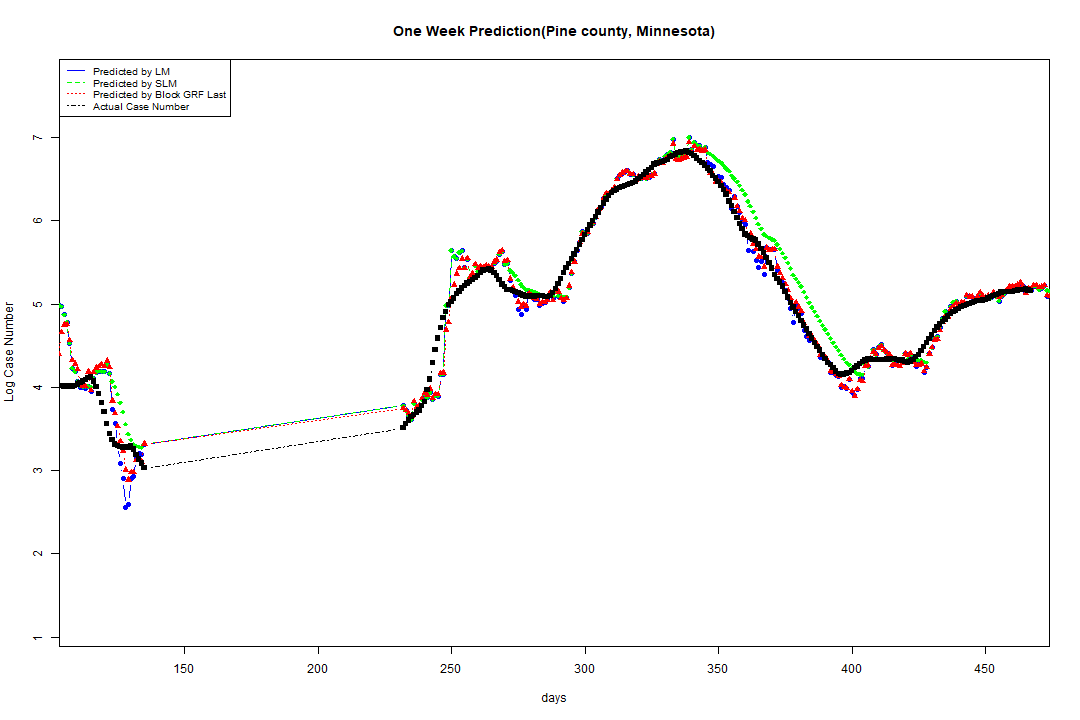 One Week Prediction(Pine county, Minnesota)
Predicted by LM
Predicted by SLM
Predicted by Block GRF Last
Actual Case Number
Log Case Number
7
6
5
4
3
2
1
150 200 250 300 350 400 450
days